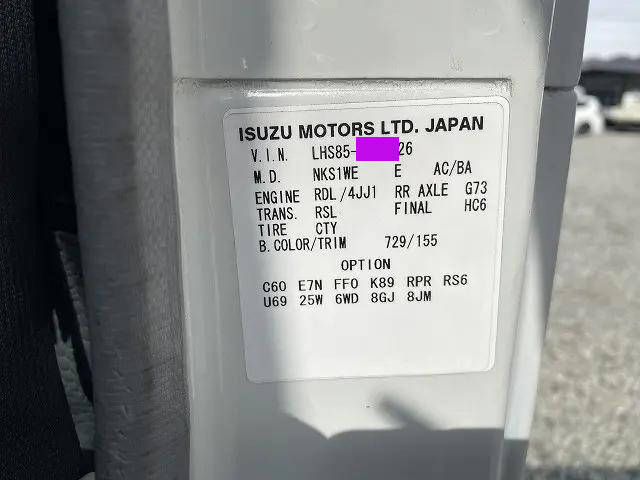 ISUZU MOTORS LTD. JAPAN
V.I.N. LHS85- 26
M.D. NKS1WE E AC/BA
ENGINE RDL/4JJ1 RR AXLE G73
TRANS. RSL FINAL HC6
TIRE CTY
B.COLOR/TRIM 729/155
OPTION
C60 E7N FFO K89 RPR RS6
U69 25W 6WD 8GJ 8JM